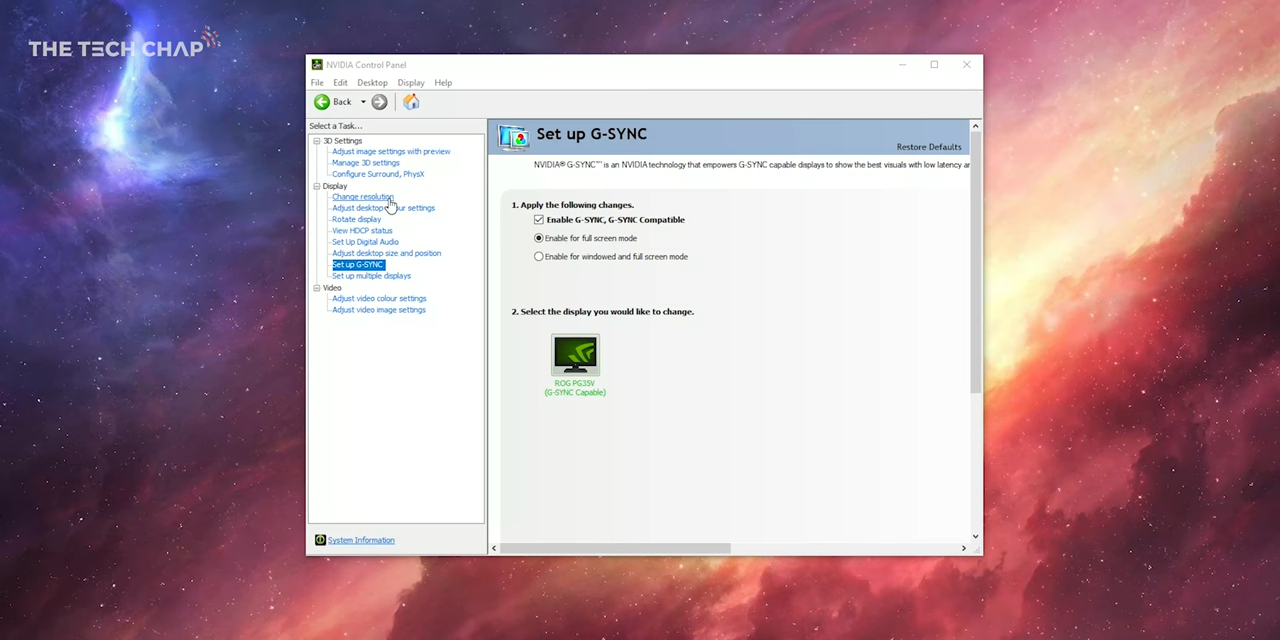 THE TECH CHAP
NVIDIA Control Panel
File Edit Desktop Display Help
Back
Select a Task...
3D Settings
Adjust image settings with preview
Manage 3D settings
Configure Surround, PhysX
Display
Change resolution
Adjust desktop colour settings
Rotate display
View HDCP status
Set Up Digital Audio
Adjust desktop size and position
Set up G-SYNC
Set up multiple displays
Video
Adjust video colour settings
Adjust video image settings
System Information
Set up G-SYNC
Restore Defaults
NVIDIA® G-SYNC™ is an NVIDIA technology that empowers G-SYNC capable displays to show the best visuals with low latency ar
1. Apply the following changes.
Enable G-SYNC, G-SYNC Compatible
Enable for full screen mode
Enable for windowed and full screen mode
2. Select the display you would like to change.
ROG PG35V
(G-SYNC Capable)